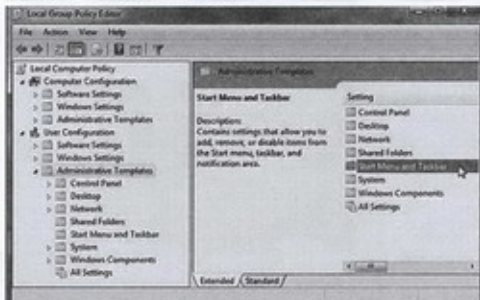 Local Group Policy Editor
File Action View Help
Local Computer Policy
Computer Configuration
Software Settings
Windows Settings
Administrative Templates
User Configuration
Software Settings
Windows Settings
Administrative Templates
Control Panel
Desktop
Network
Shared Folders
Start Menu and Taskbar
System
Windows Components
All Settings
Administrative Templates
Start Menu and Taskbar
Description:
Contains settings that allow you to
add, remove, or disable items from
the Start menu, taskbar, and
notification area.
Setting
Control Panel
Desktop
Network
Shared Folders
Start Menu and Taskbar
System
Windows Components
All Settings
Extended Standard